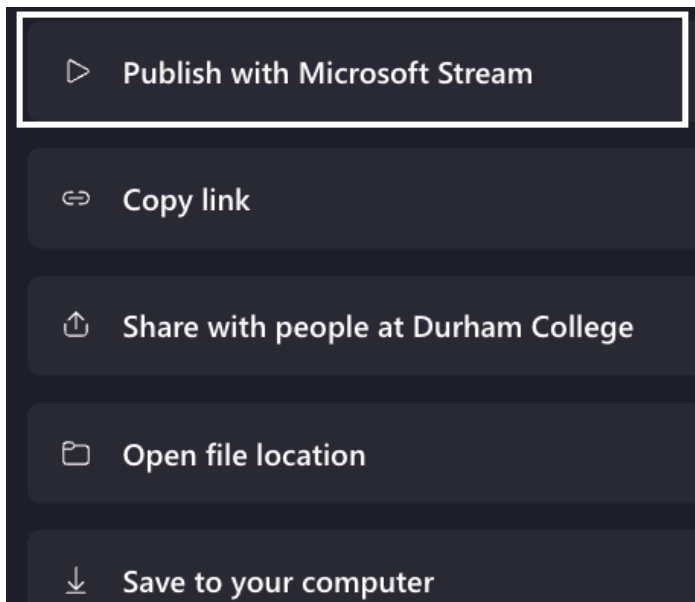 Publish with Microsoft Stream
Copy link
Share with people at Durham College
Open file location
Save to your computer